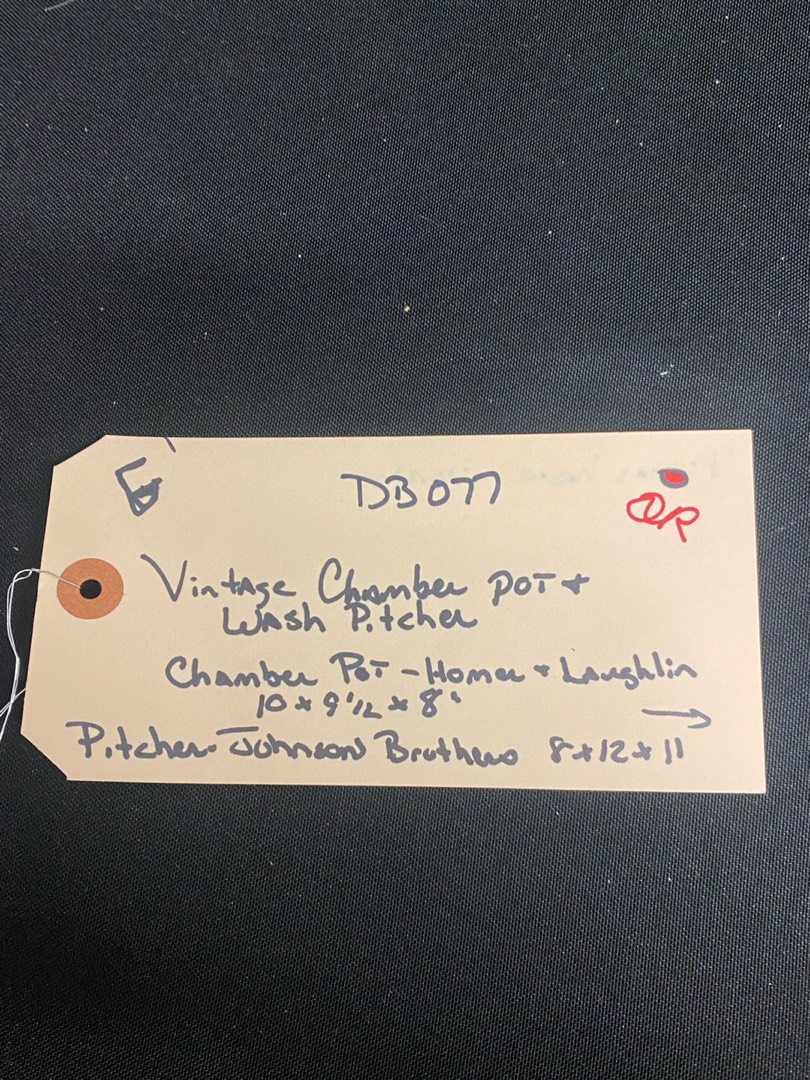 E DB077 QR
Vintage Chamber POT +
Wash Pitcher
Chamber Pot - Homer + Laughlin
10 x 9 1/2 x 8"
Pitcher - Johnson Brothers 8 x 12 x 11